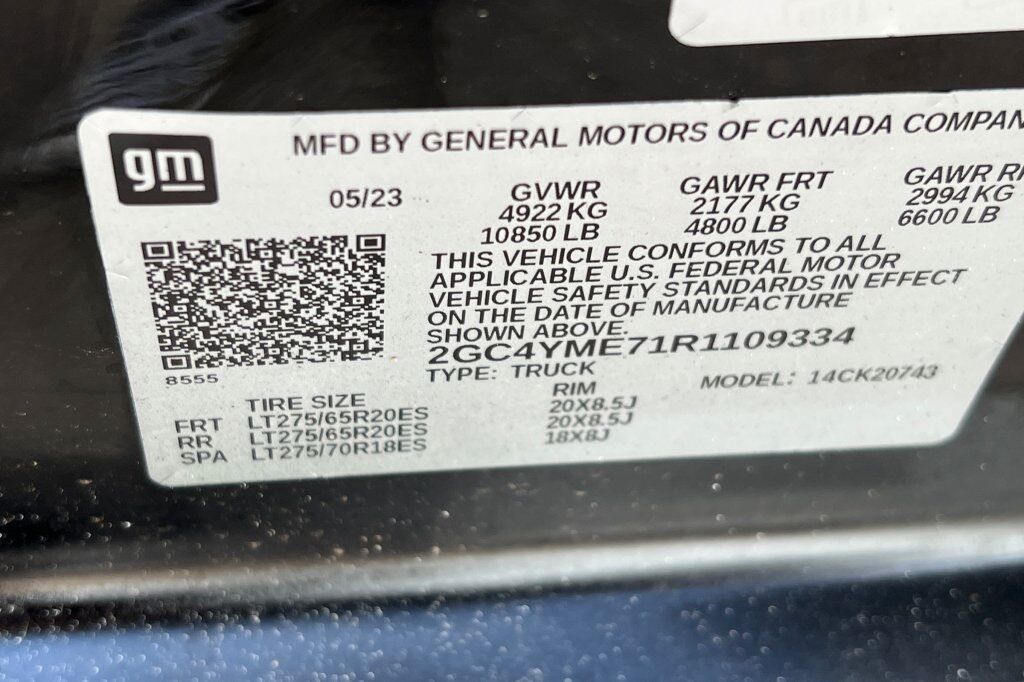 gm
MFD BY GENERAL MOTORS OF CANADA COMPAN
05/23
GVWR
4922 KG
10850 LB
GAWR FRT
2177 KG
4800 LB
GAWR R
2994 KG
6600 LB
THIS VEHICLE CONFORMS TO ALL
APPLICABLE U.S. FEDERAL MOTOR
VEHICLE SAFETY STANDARDS IN EFFECT
ON THE DATE OF MANUFACTURE
SHOWN ABOVE.
2GC4YME71R1109334
TYPE: TRUCK
MODEL: 14CK20743
8555
TIRE SIZE
RIM
FRT LT275/65R20ES 20X8.5J
RR LT275/65R20ES 20X8.5J
SPA LT275/70R18ES 18X8J